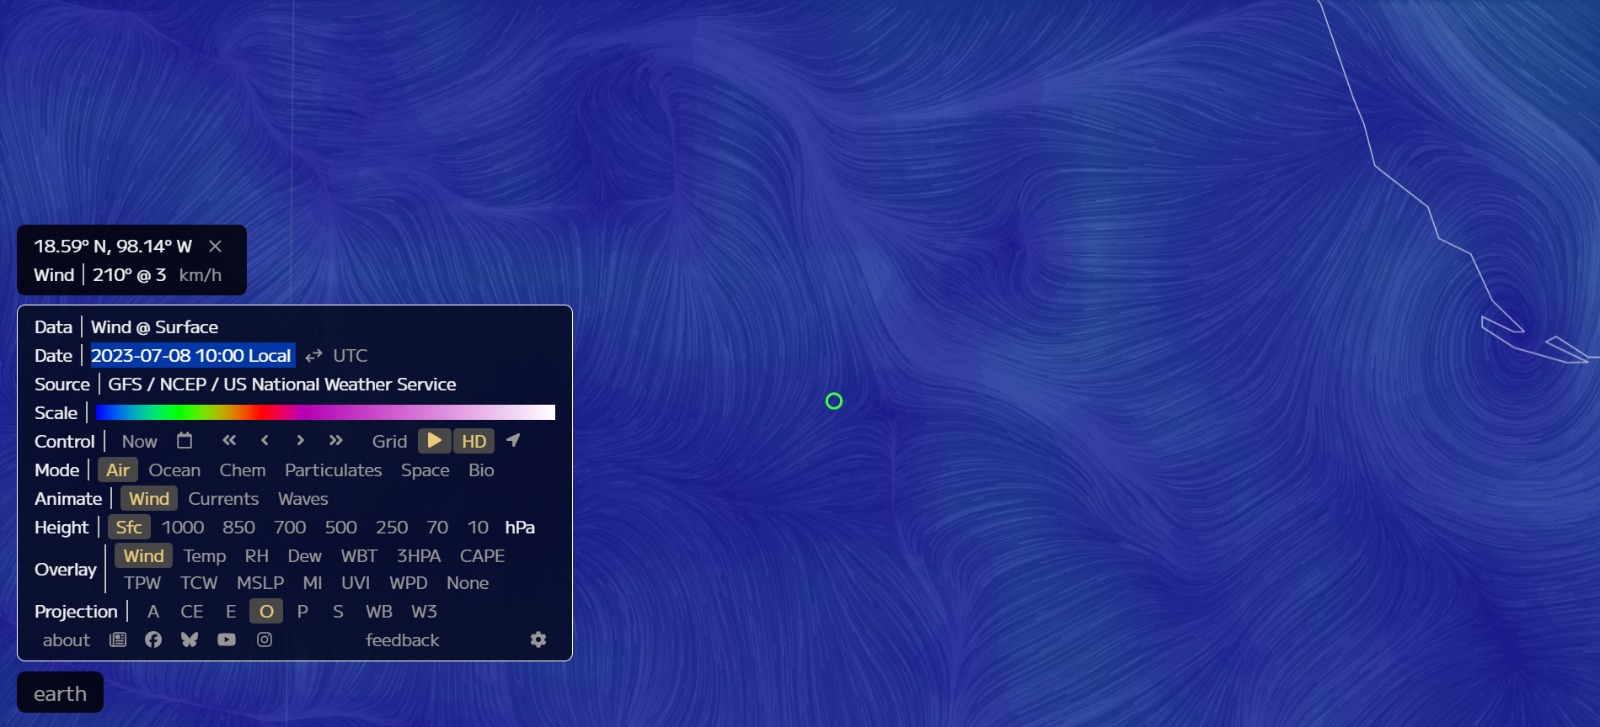 18.59° N, 98.14° W ×
Wind | 210° @ 3 km/h
Data | Wind @ Surface
Date | 2023-07-08 10:00 Local ⇄ UTC
Source | GFS / NCEP / US National Weather Service
Scale |
Control | Now « ‹ › » Grid HD
Mode | Air Ocean Chem Particulates Space Bio
Animate | Wind Currents Waves
Height | Sfc 1000 850 700 500 250 70 10 hPa
Overlay | Wind Temp RH Dew WBT 3HPA CAPE
TPW TCW MSLP MI UVI WPD None
Projection | A CE E O P S WB W3
about feedback
earth